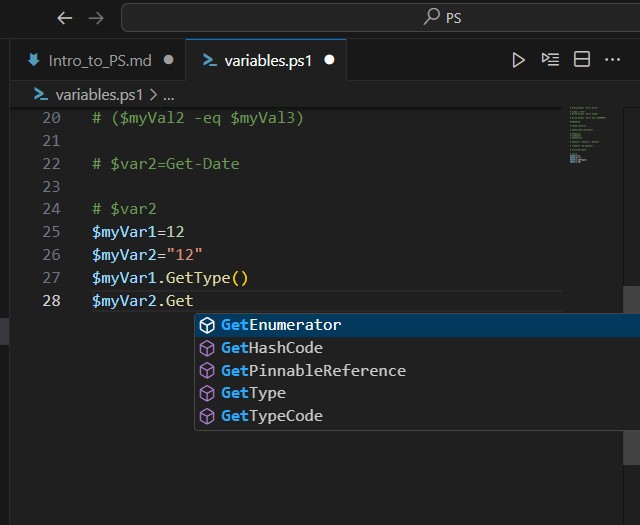 PS
Intro_to_PS.md
variables.ps1
variables.ps1 > ...
20 # ($myVal2 -eq $myVal3)
21
22 # $var2=Get-Date
23
24 # $var2
25 $myVar1=12
26 $myVar2="12"
27 $myVar1.GetType()
28 $myVar2.Get
GetEnumerator
GetHashCode
GetPinnableReference
GetType
GetTypeCode